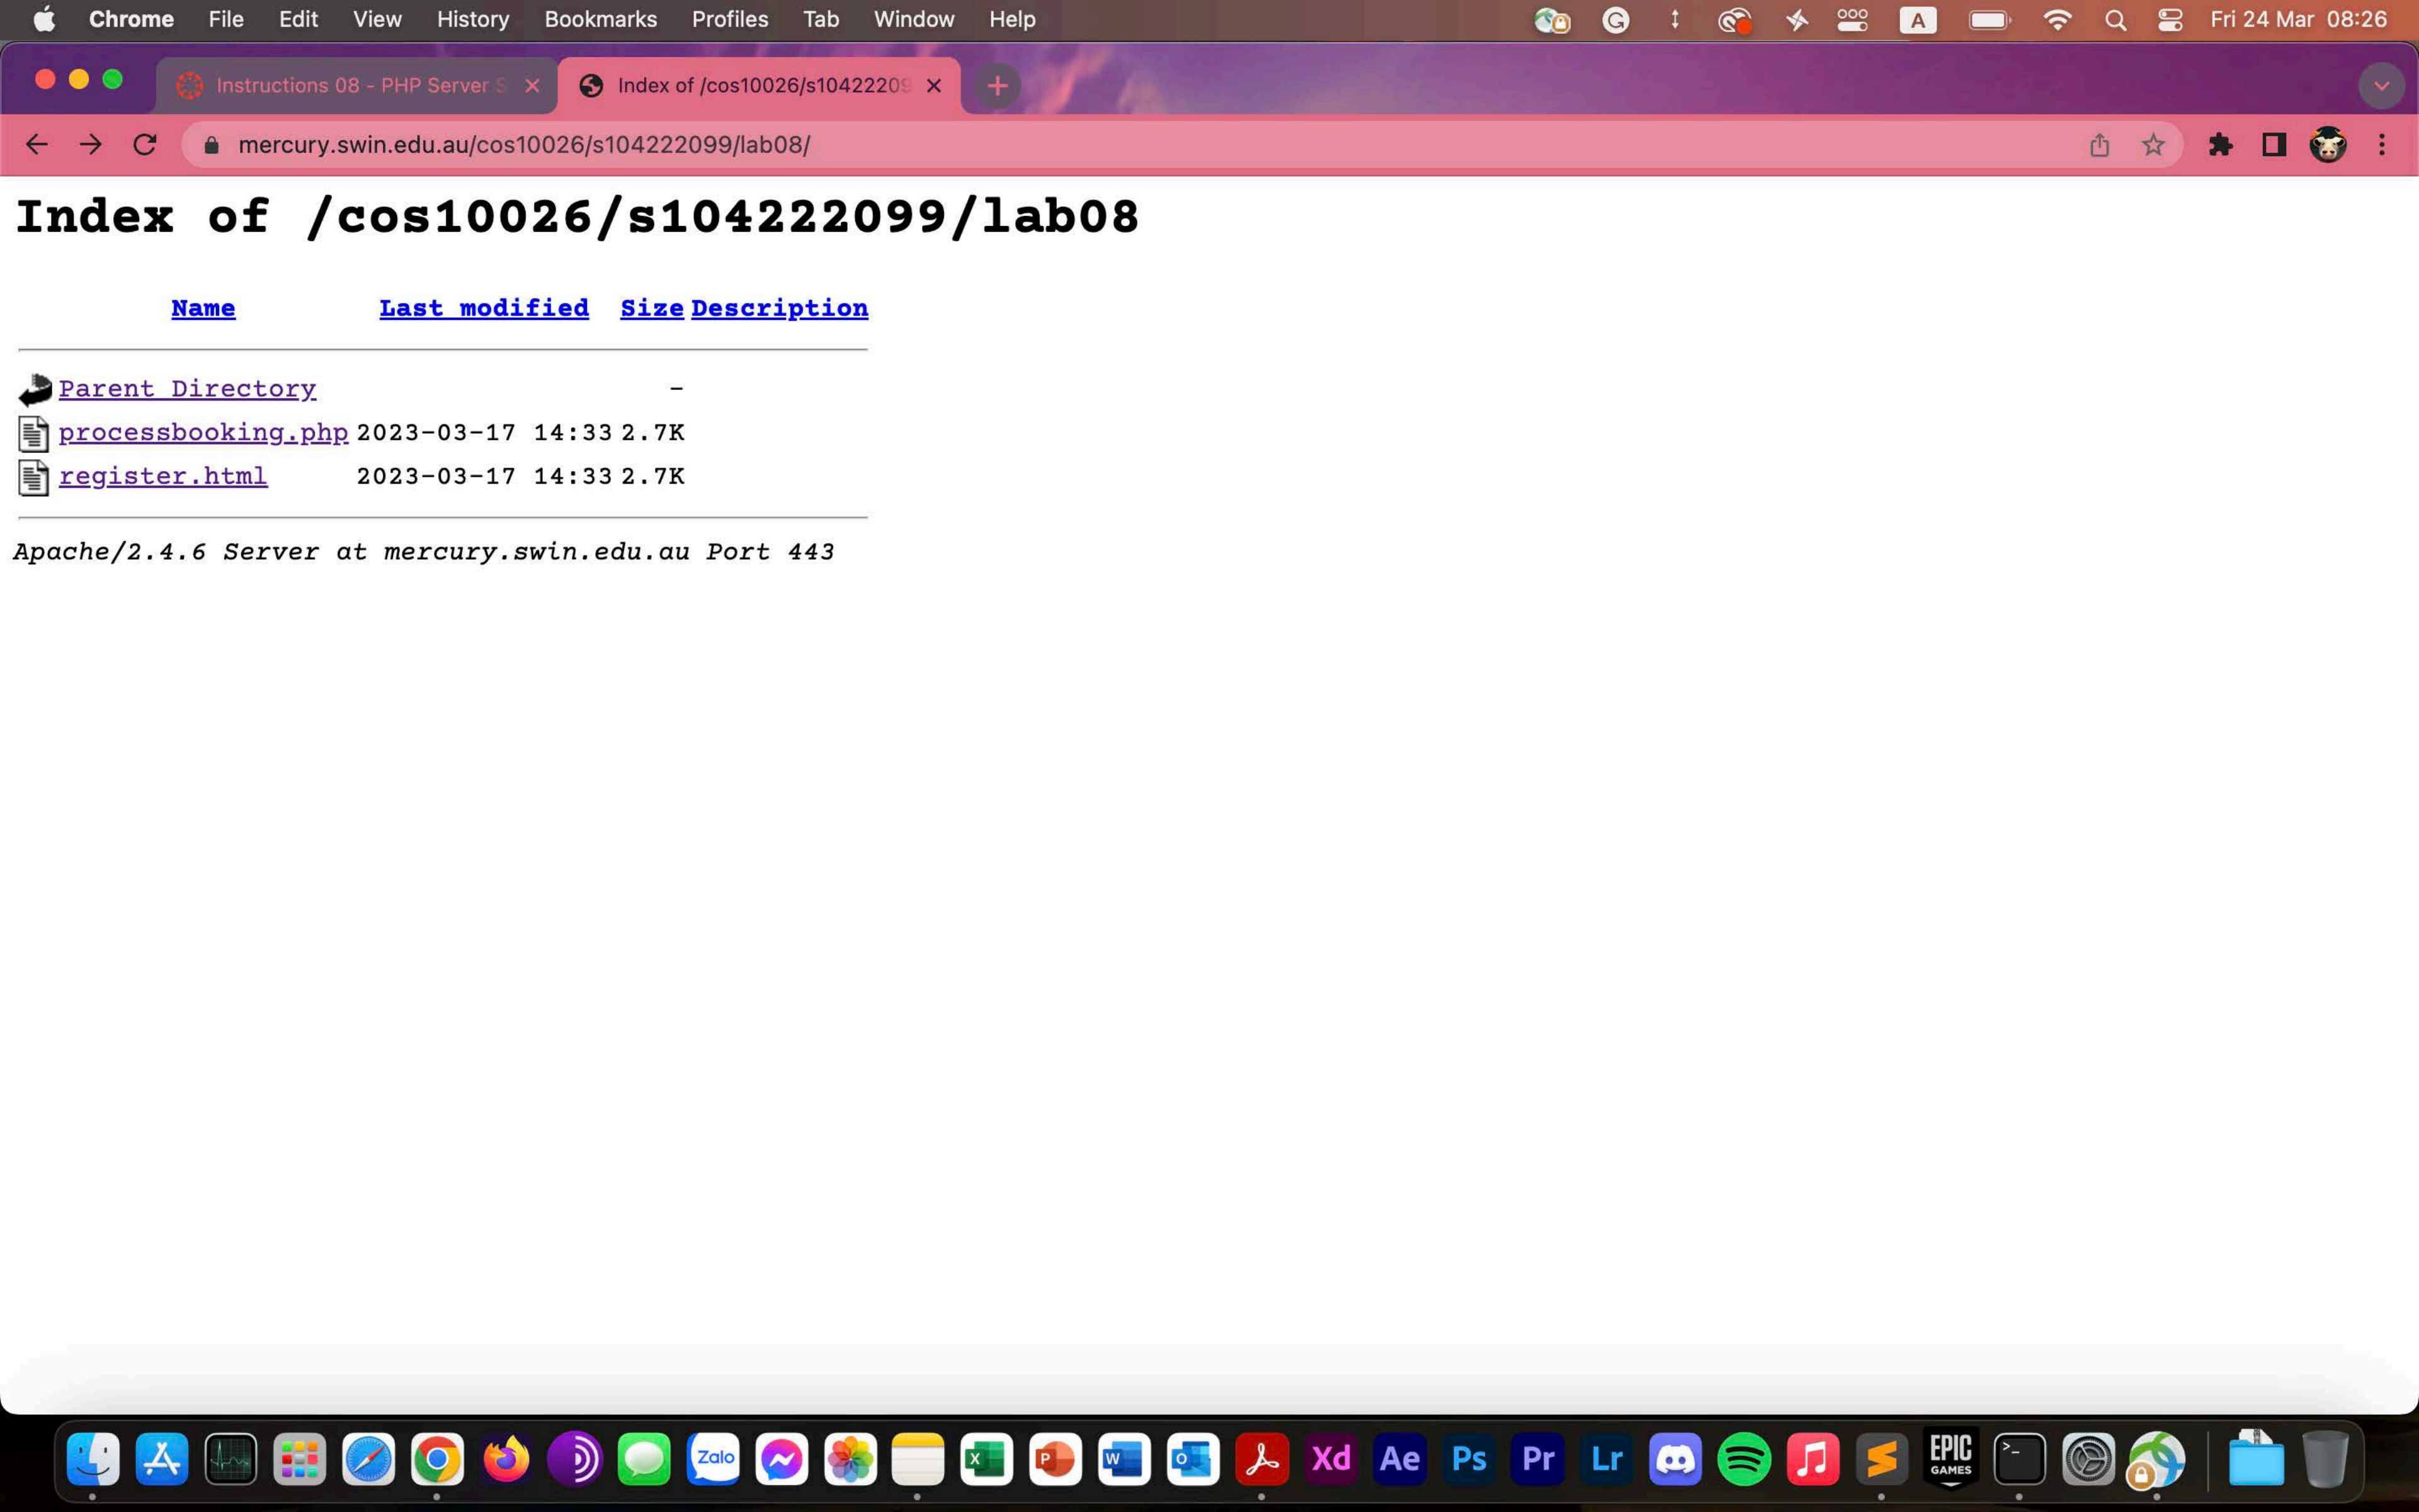 Chrome File Edit View History Bookmarks Profiles Tab Window Help A Fri 24 Mar 08:26
Instructions 08 - PHP Server S Index of /cos10026/s10422209
mercury.swin.edu.au/cos10026/s104222099/lab08/
Index of /cos10026/s104222099/lab08
Name Last modified Size Description
Parent Directory -
processbooking.php 2023-03-17 14:33 2.7K
register.html 2023-03-17 14:33 2.7K
Apache/2.4.6 Server at mercury.swin.edu.au Port 443
Zalo X P W O Xd Ae Ps Pr Lr EPIC GAMES >_